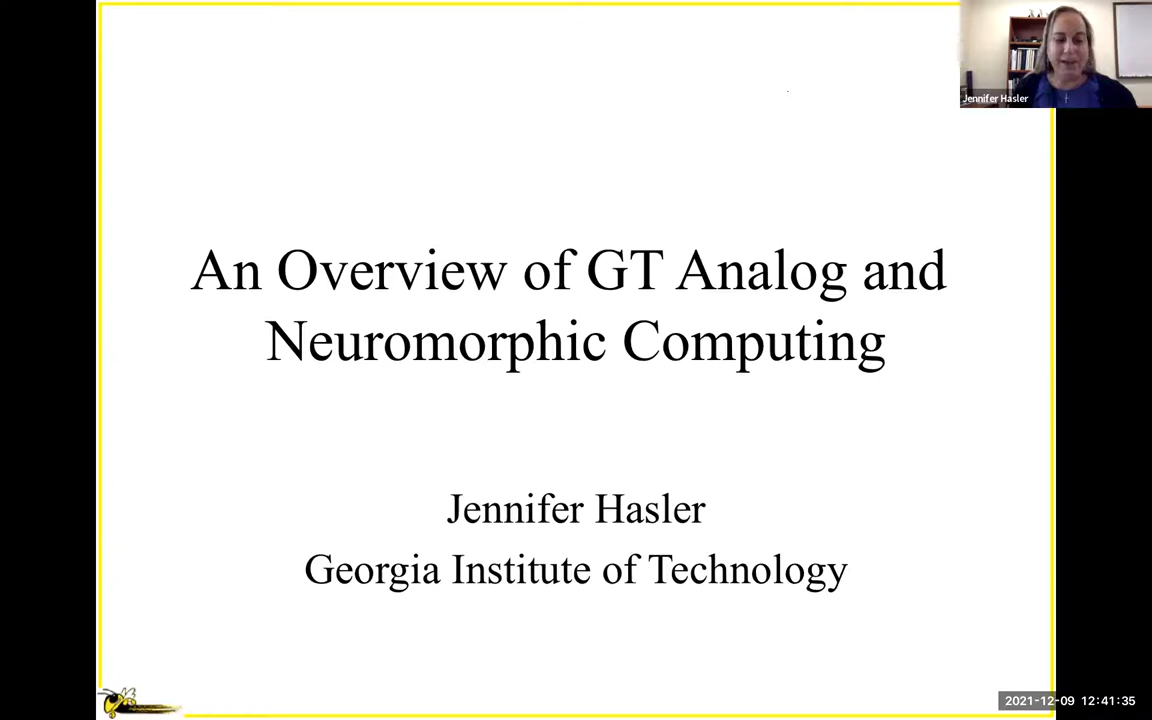 Jennifer Hasler
An Overview of GT Analog and
Neuromorphic Computing
Jennifer Hasler
Georgia Institute of Technology
2021-12-09 12:41:35